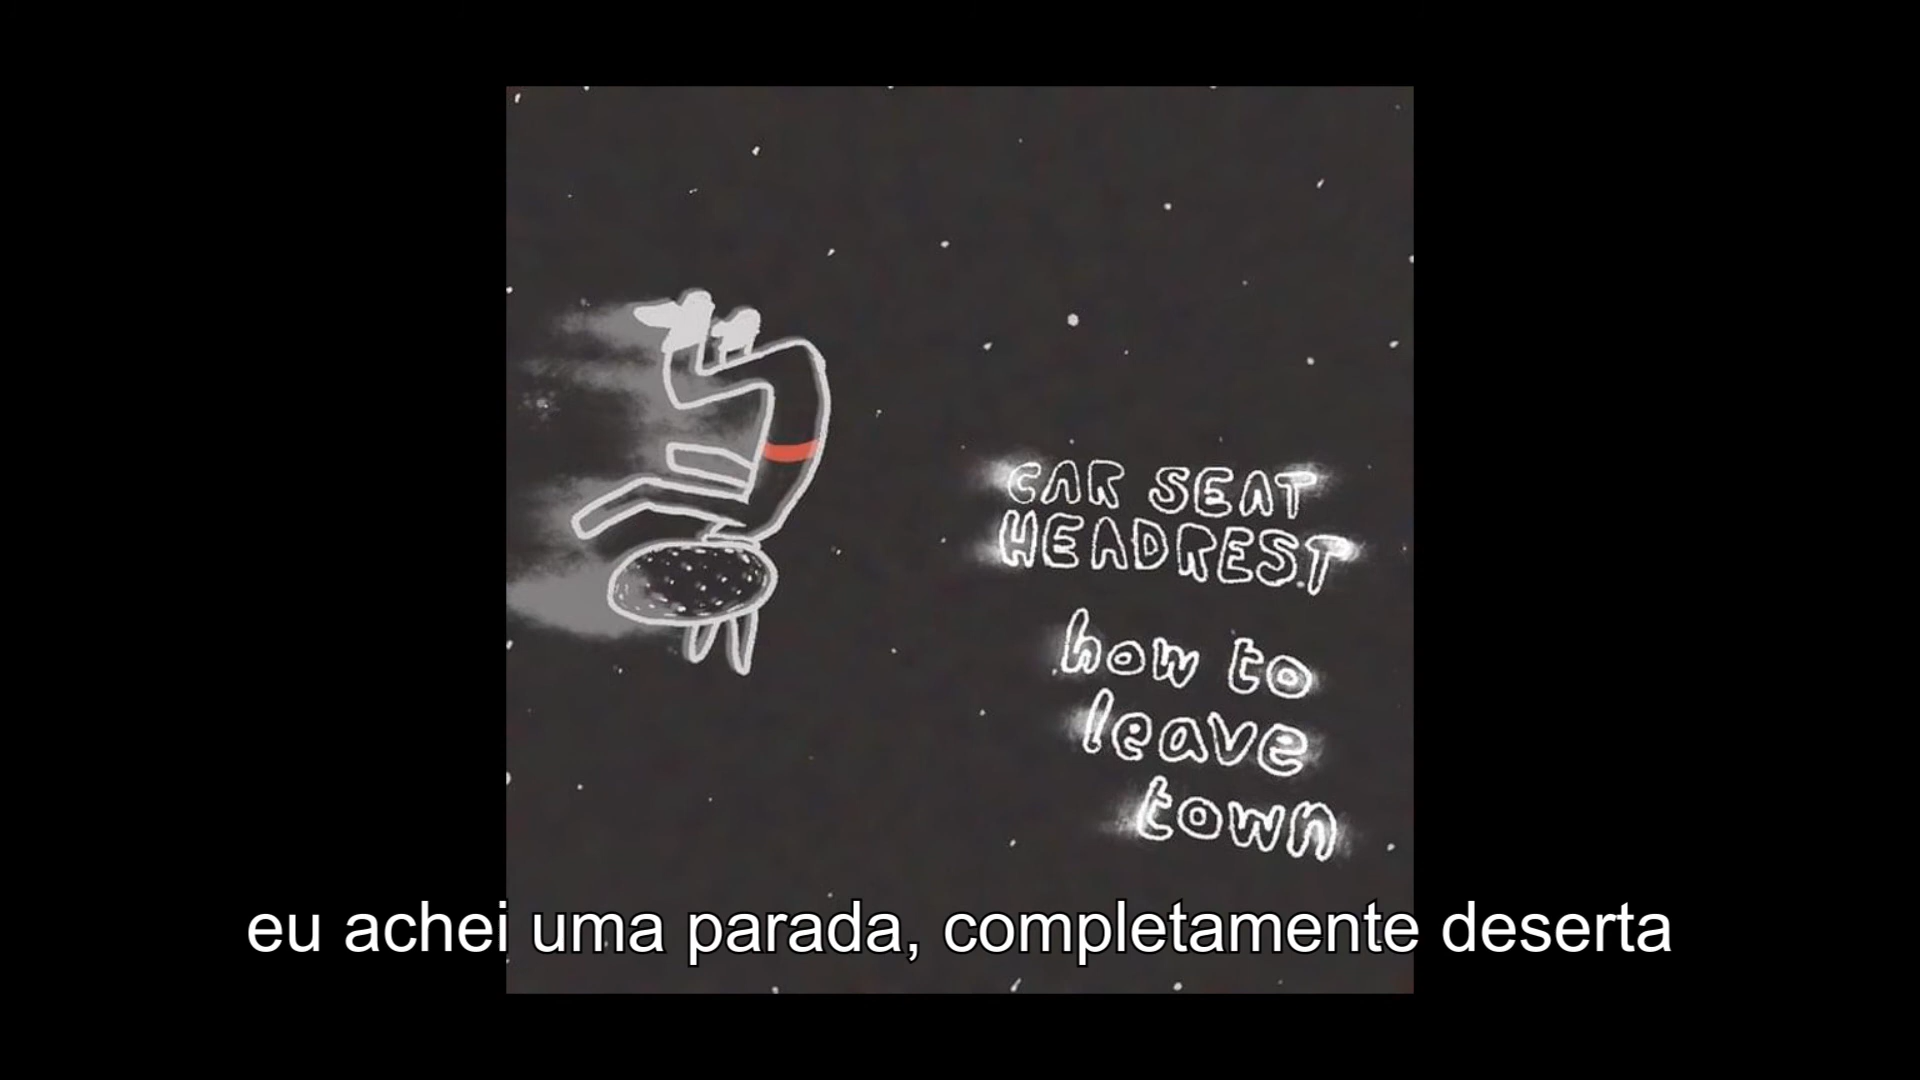 CAR SEAT
HEADREST
how to
leave
town
eu achei uma parada, completamente deserta